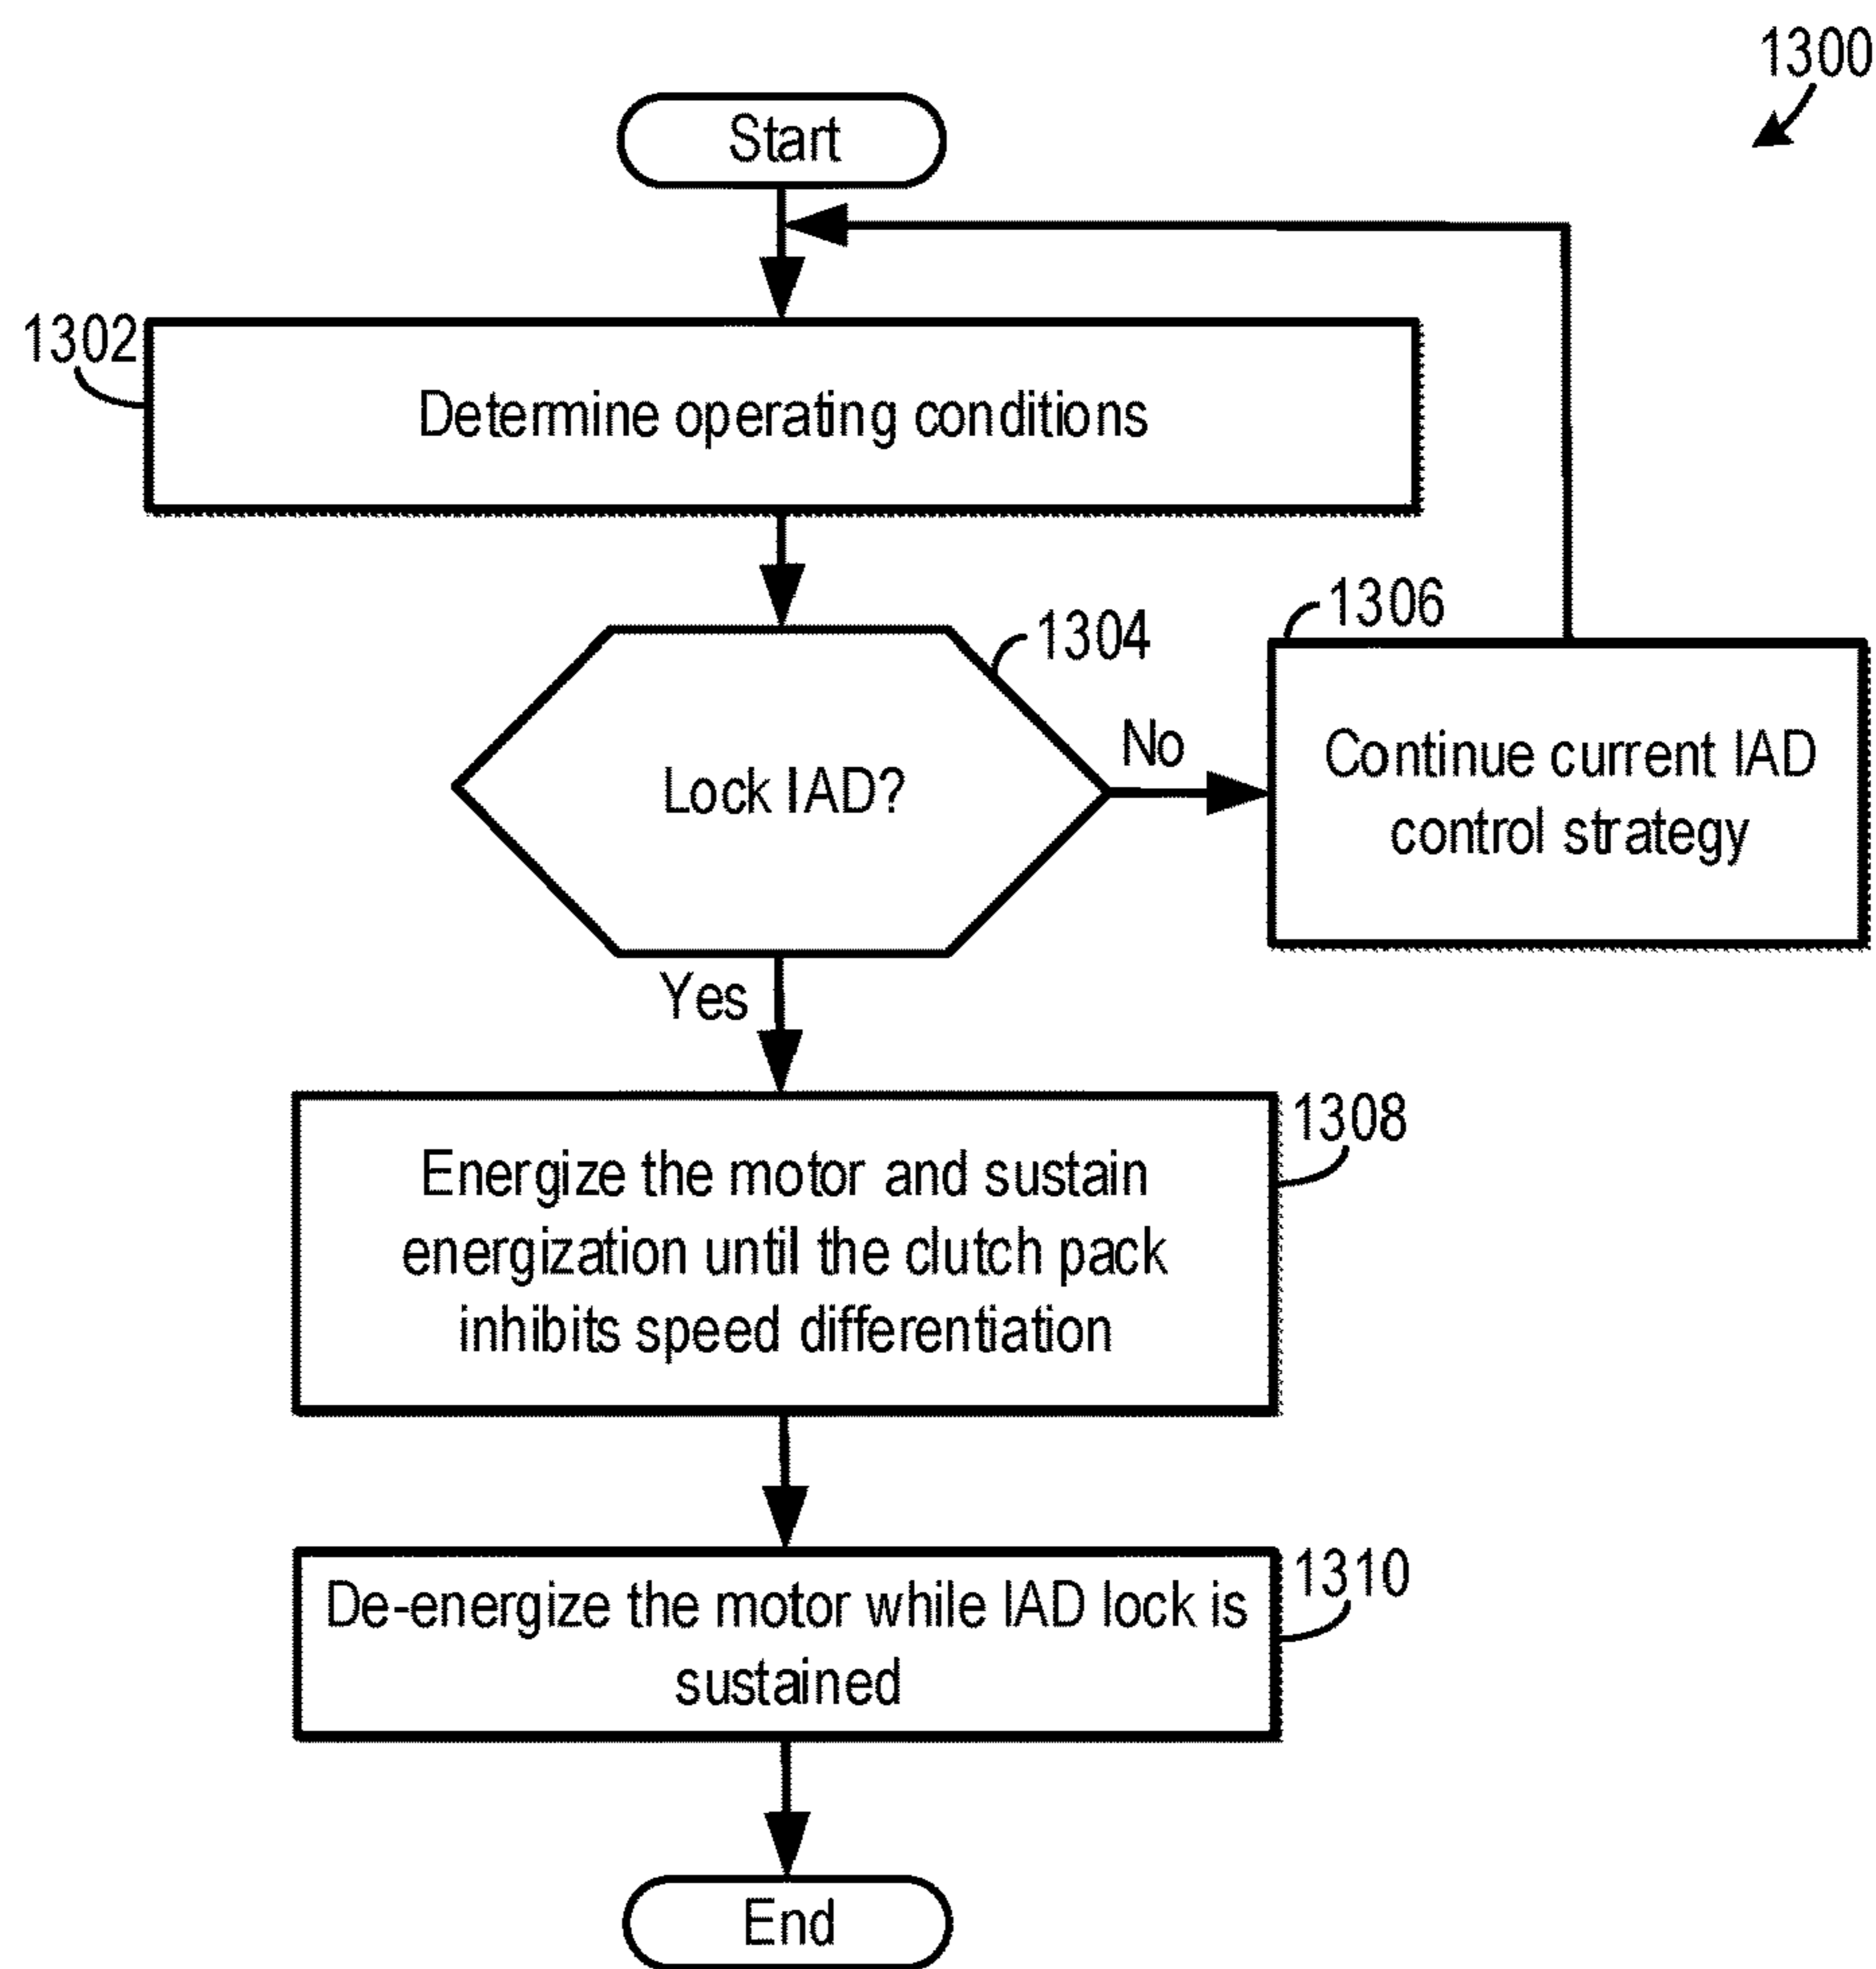 1300
Start
1302
Determine operating conditions
1304
Lock IAD?
No
1306
Continue current IAD
control strategy
Yes
1308
Energize the motor and sustain
energization until the clutch pack
inhibits speed differentiation
1310
De-energize the motor while IAD lock is
sustained
End